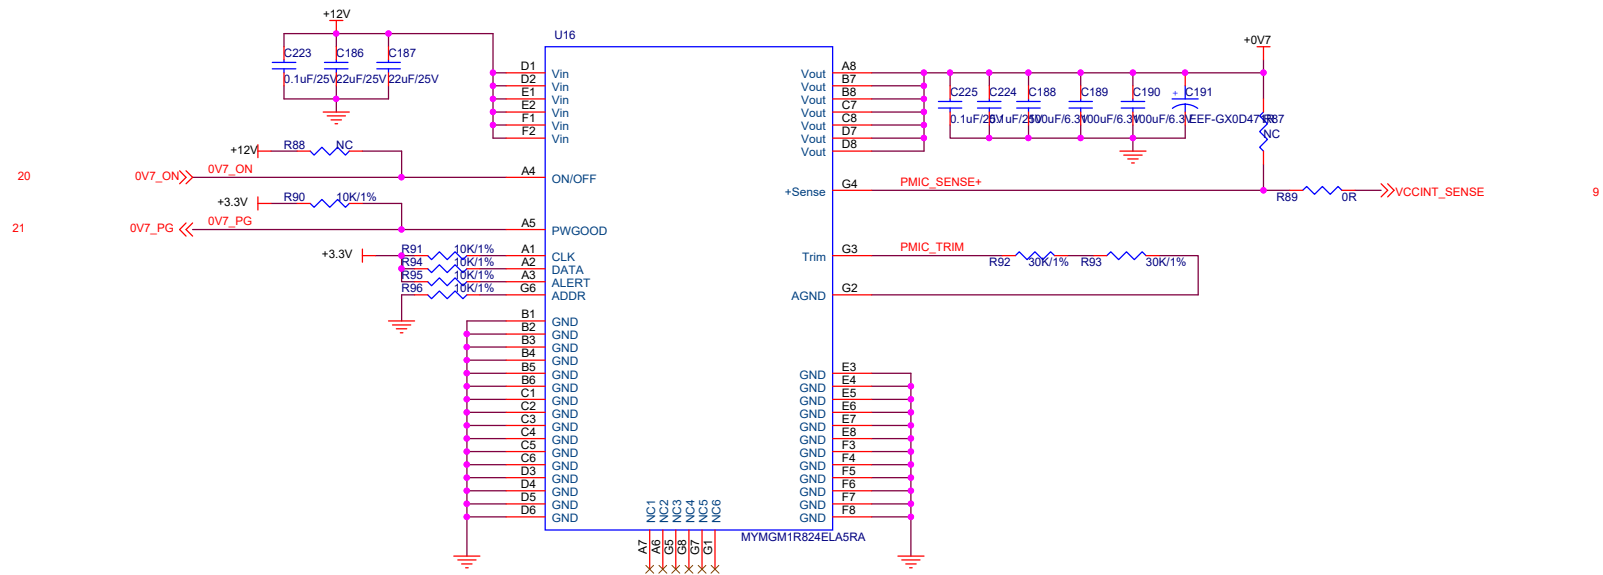 +12V
C223
C186
C187
0.1uF/25V
22uF/25V
22uF/25V
U16
D1 Vin
D2 Vin
E1 Vin
E2 Vin
F1 Vin
F2 Vin
+12V
R88
NC
20
0V7_ON
0V7_ON
A4 ON/OFF
+3.3V
R90
10K/1%
21
0V7_PG
0V7_PG
A5 PWGOOD
+3.3V
R91 10K/1% A1 CLK
R94 10K/1% A2 DATA
R95 10K/1% A3 ALERT
R96 10K/1% G6 ADDR
B1 GND
B2 GND
B3 GND
B4 GND
B5 GND
B6 GND
C1 GND
C2 GND
C3 GND
C4 GND
C5 GND
C6 GND
D3 GND
D4 GND
D5 GND
D6 GND
NC1 A7
NC2 A6
NC3 G5
NC4 G8
NC5 G7
NC6 G1
MYMGM1R824ELA5RA
+0V7
Vout A8
Vout B7
Vout B8
Vout C7
Vout C8
Vout D7
Vout D8
C225
C224
C188
C189
C190
+ C191
0.1uF/25V
100uF/6.3V
100uF/6.3V
R87
NC
+Sense G4
PMIC_SENSE+
R89
0R
VCCINT_SENSE
9
Trim G3
PMIC_TRIM
R92
30K/1%
R93
30K/1%
AGND G2
GND E3
GND E4
GND E5
GND E6
GND E7
GND E8
GND F3
GND F4
GND F5
GND F6
GND F7
GND F8